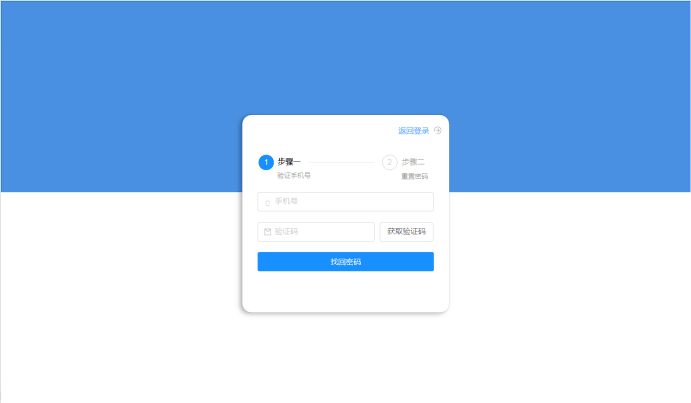 返回登录
1 步骤一 2 步骤二
验证手机号 重置密码
手机号
验证码 获取验证码
找回密码